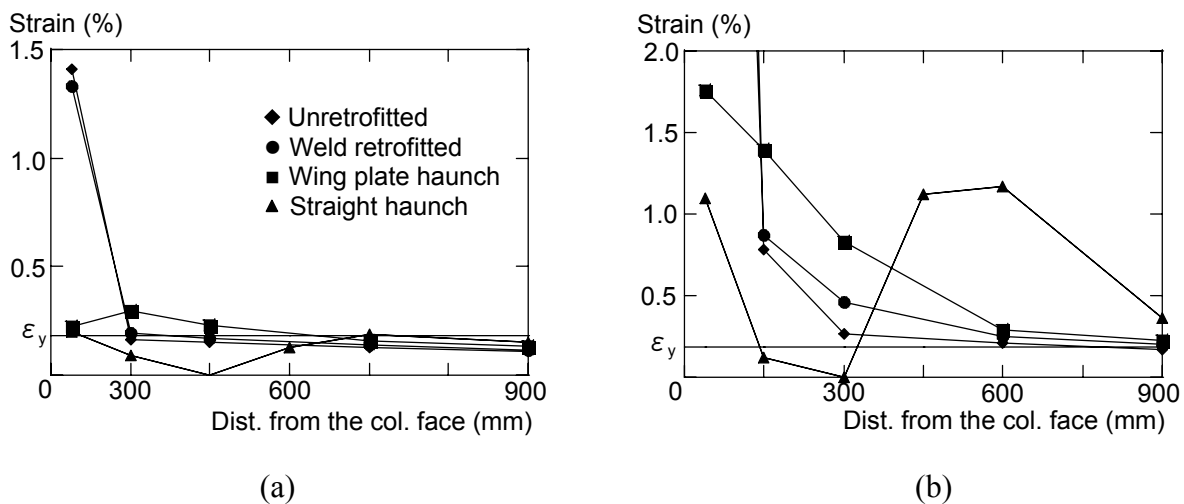 Strain (%)
1.5
1.0
0.5
ε y
0 300 600 900
Dist. from the col. face (mm)
Unretrofitted
Weld retrofitted
Wing plate haunch
Straight haunch
(a)
Strain (%)
2.0
1.5
1.0
0.5
ε y
0 300 600 900
Dist. from the col. face (mm)
(b)